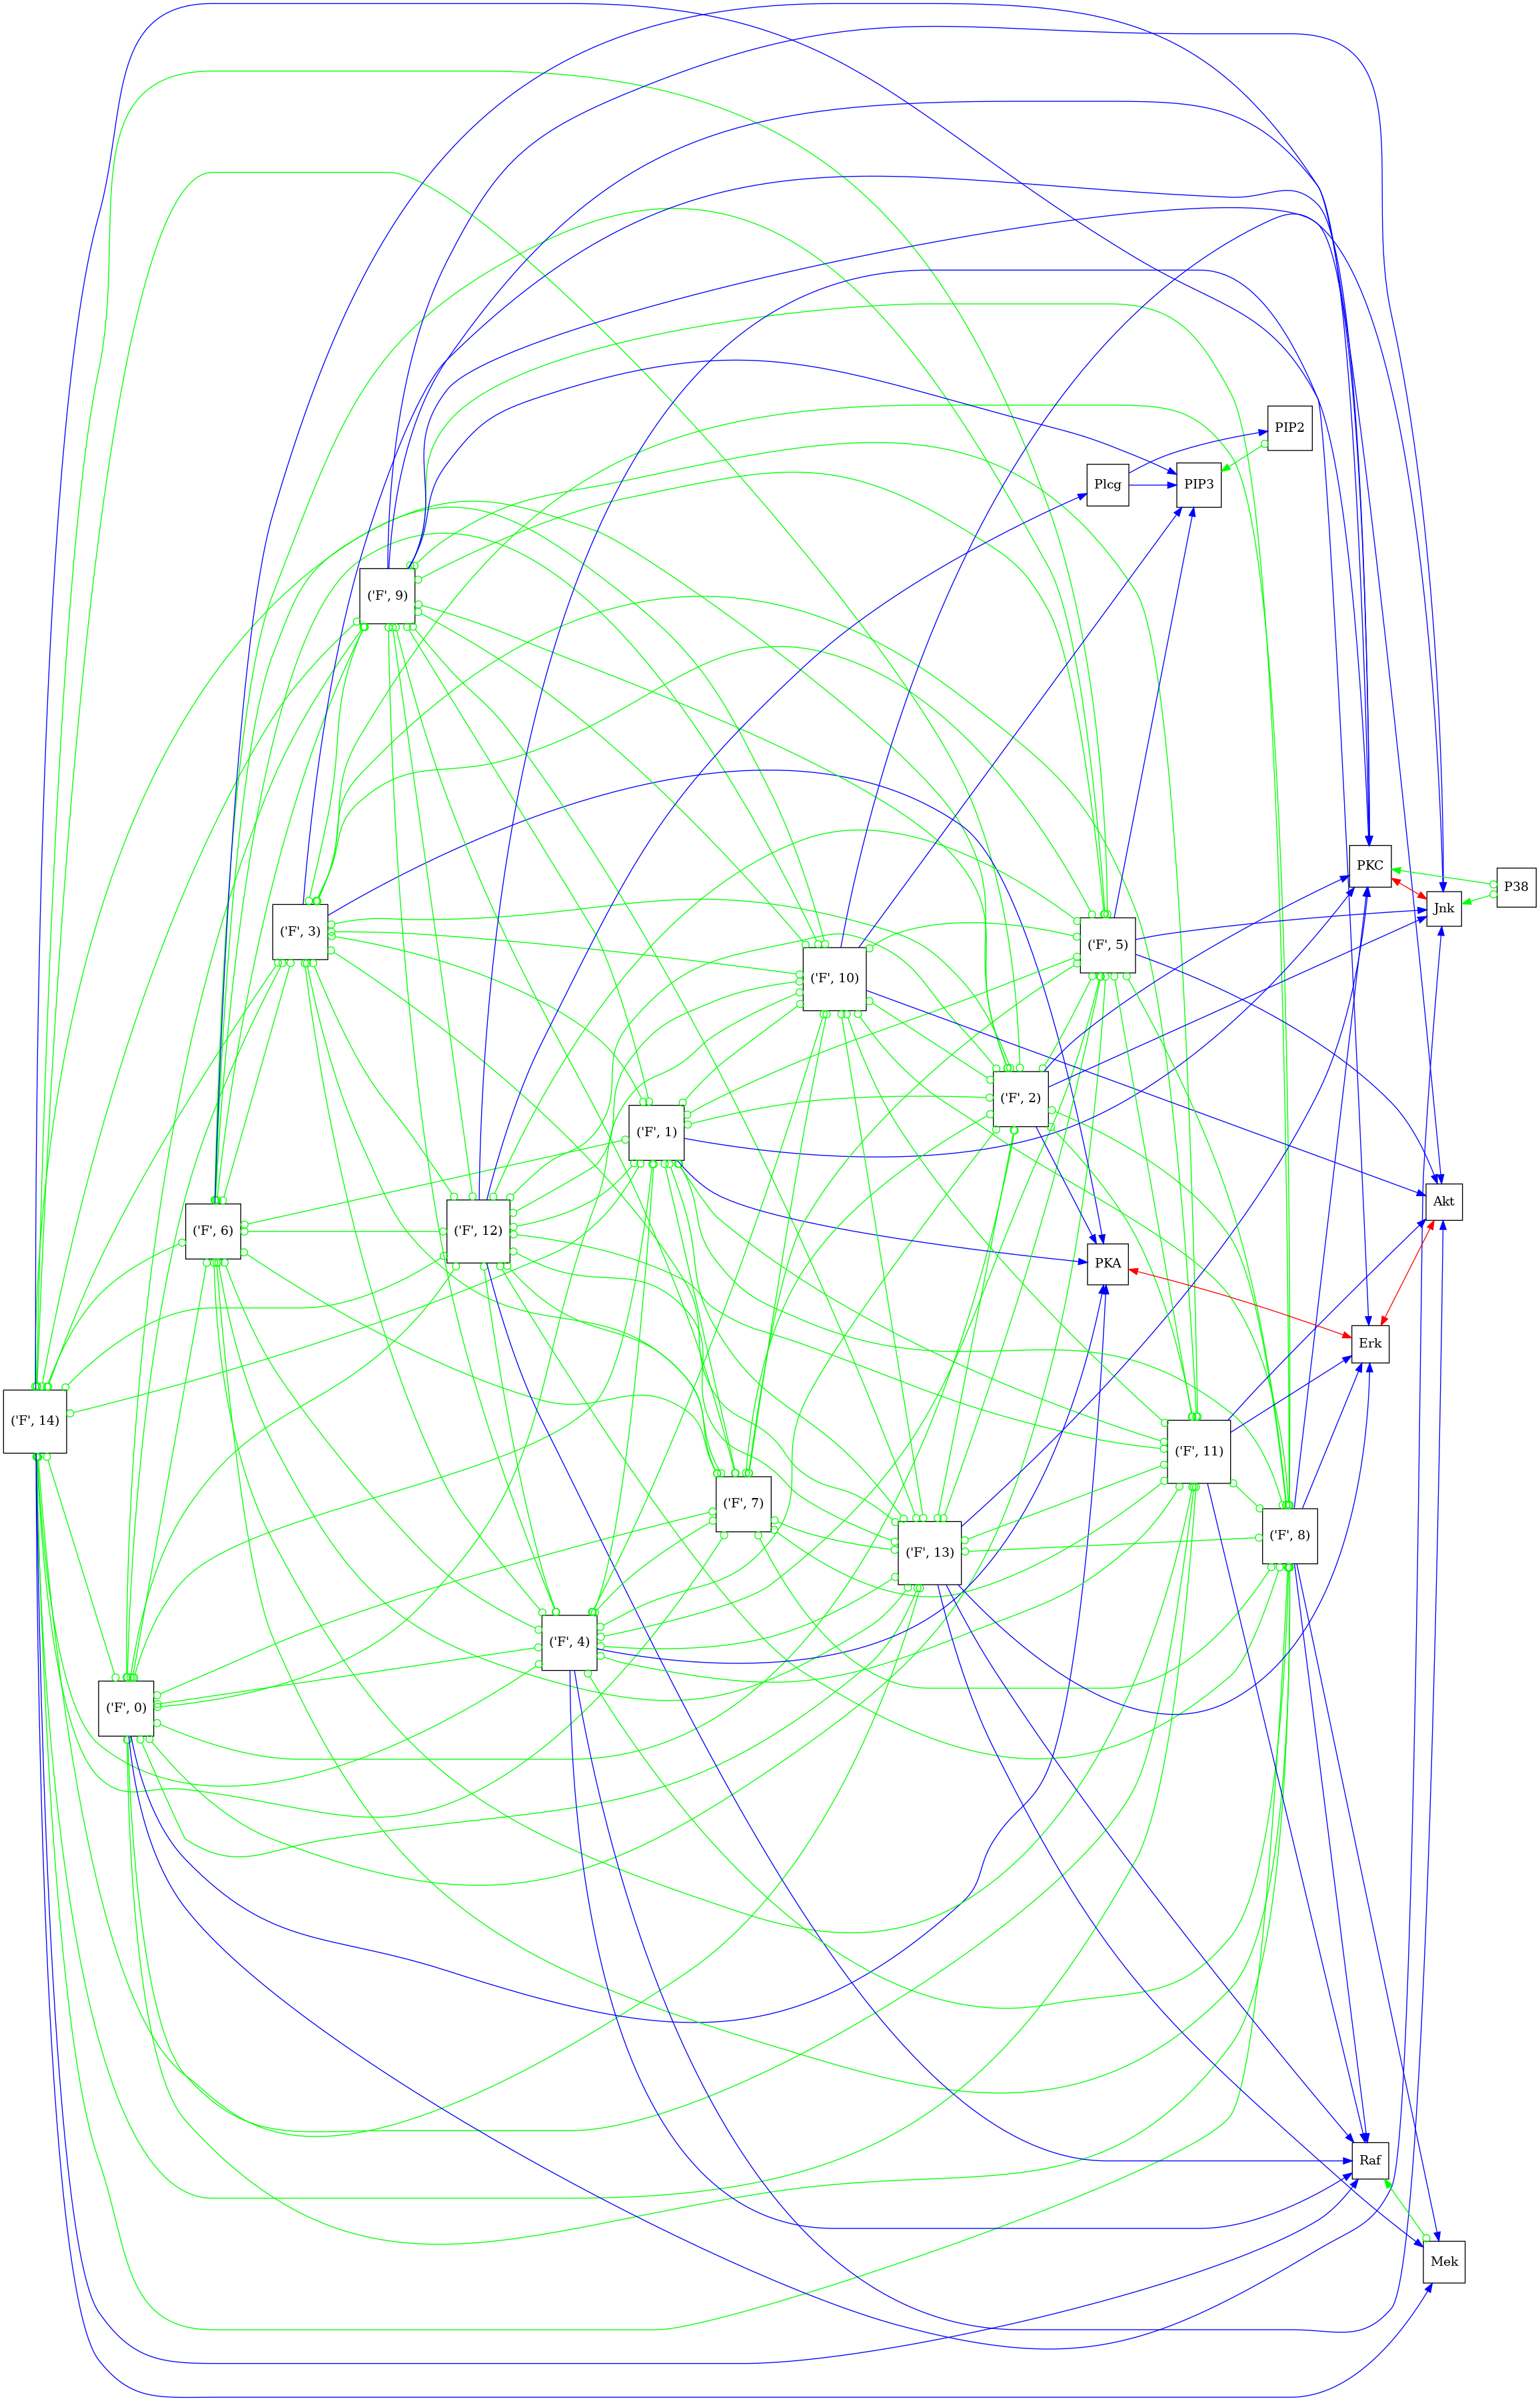 PIP2
Plcg
PIP3
('F', 9)
PKC
P38
Jnk
('F', 3)
('F', 5)
('F', 10)
('F', 2)
('F', 1)
Akt
('F', 6)
('F', 12)
PKA
Erk
('F', 14)
('F', 11)
('F', 7)
('F', 8)
('F', 13)
('F', 4)
('F', 0)
Raf
Mek